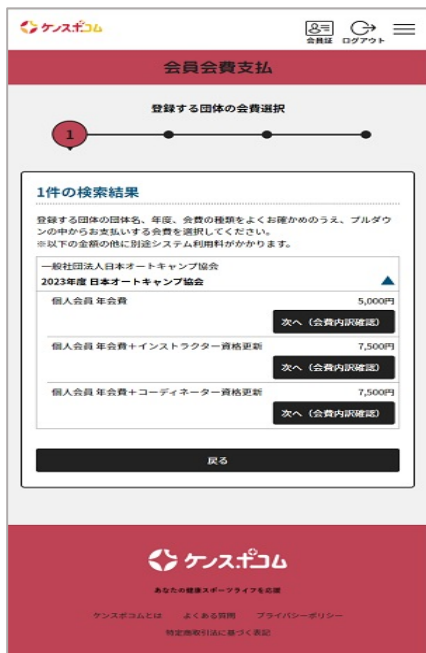 ケンスポコム
会員証 ログアウト
会員会費支払
登録する団体の会費選択
1
1件の検索結果
登録する団体の団体名、年度、会費の種類をよくお確かめのうえ、プルダウ
ンの中からお支払いする会費を選択してください。
※以下の金額の他に別途システム利用料がかかります。
一般社団法人日本オートキャンプ協会
2023年度 日本オートキャンプ協会
個人会員 年会費 5,000円
次へ（会費内訳確認）
個人会員 年会費+インストラクター資格更新 7,500円
次へ（会費内訳確認）
個人会員 年会費+コーディネーター資格更新 7,500円
次へ（会費内訳確認）
戻る
ケンスポコム
あなたの健康スポーツライフを応援
ケンスポコムとは よくある質問 プライバシーポリシー
特定商取引法に基づく表記